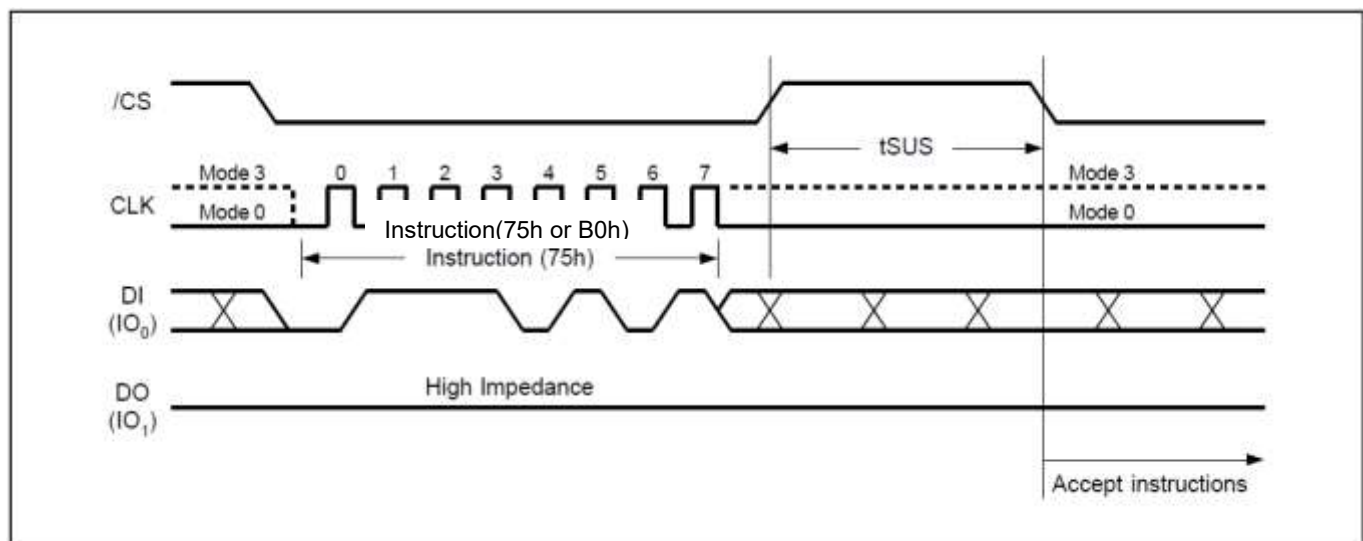 /CS
tSUS
Mode 3 0 1 2 3 4 5 6 7 Mode 3
CLK
Mode 0 Mode 0
Instruction(75h or B0h)
Instruction (75h)
DI
(IO0)
High Impedance
DO
(IO1)
Accept instructions